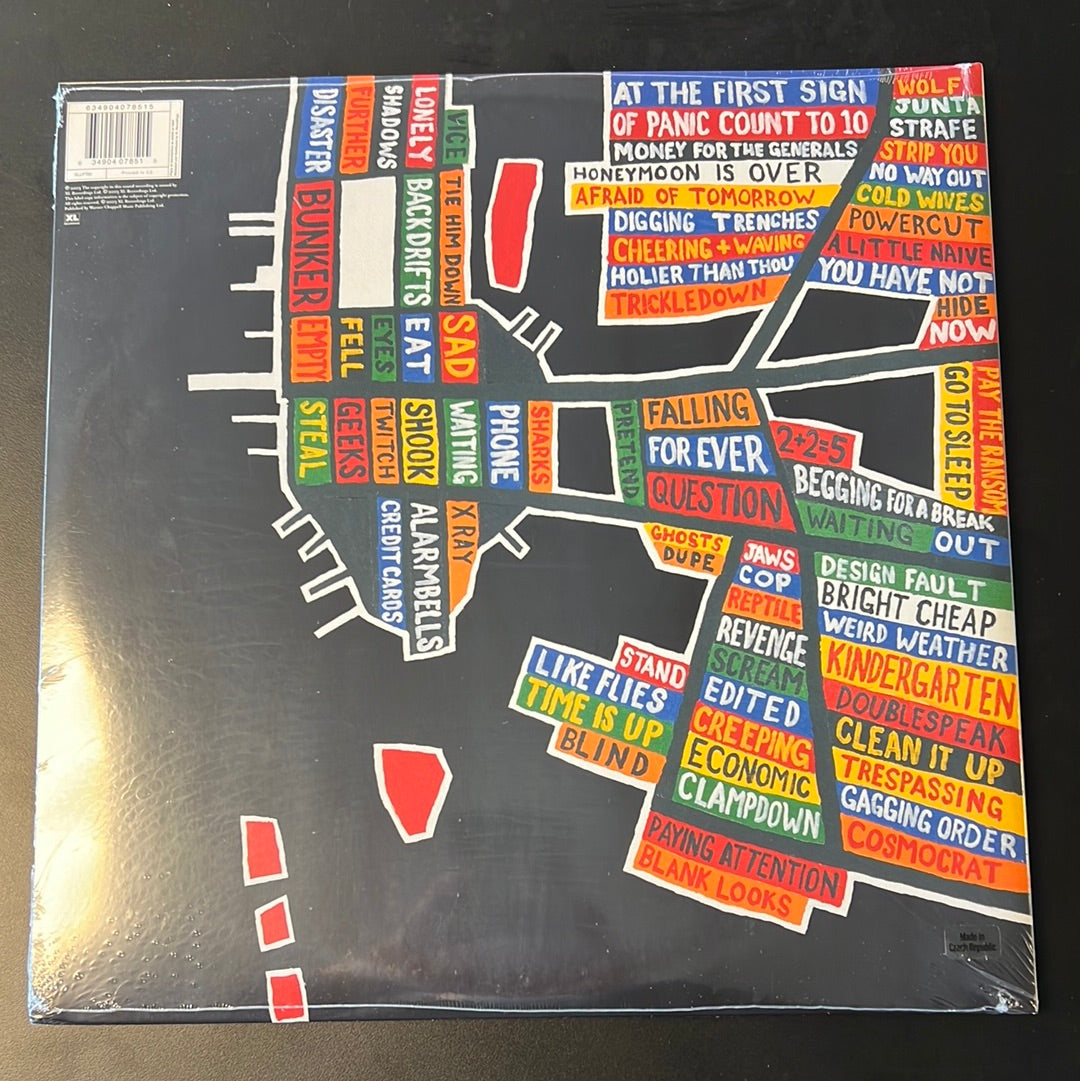 634904078515
6 34904 07851 5
XL
DISASTER
FURTHER
SHADOWS
LONELY
VICE
BUNKER
BACKDRIFTS
TIE HIM DOWN
EMPTY
FELL
EYES
EAT
SAD
STEAL
GEEKS
TWITCH
SHOOK
WAITING
PHONE
SHARKS
PRETEND
CREDIT CARDS
ALARMBELLS
X RAY
AT THE FIRST SIGN
OF PANIC COUNT TO 10
MONEY FOR THE GENERALS
HONEYMOON IS OVER
AFRAID OF TOMORROW
DIGGING TRENCHES
CHEERING + WAVING
HOLIER THAN THOU
TRICKLEDOWN
WOLF
JUNTA
STRAFE
STRIP YOU
NO WAY OUT
COLD WIVES
POWERCUT
A LITTLE NAIVE
YOU HAVE NOT
HIDE
NOW
FALLING
FOR EVER
QUESTION
2+2=5
GO TO SLEEP
PAY THE RANSOM
BEGGING FOR A BREAK
WAITING
OUT
GHOSTS
DUPE
JAWS
COP
REPTILE
REVENGE
SCREAM
EDITED
CREEPING
ECONOMIC
CLAMPDOWN
DESIGN FAULT
BRIGHT CHEAP
WEIRD WEATHER
KINDERGARTEN
DOUBLESPEAK
CLEAN IT UP
TRESPASSING
GAGGING ORDER
COSMOCRAT
STAND
LIKE FLIES
TIME IS UP
BLIND
PAYING ATTENTION
BLANK LOOKS
Made in
Czech Republic